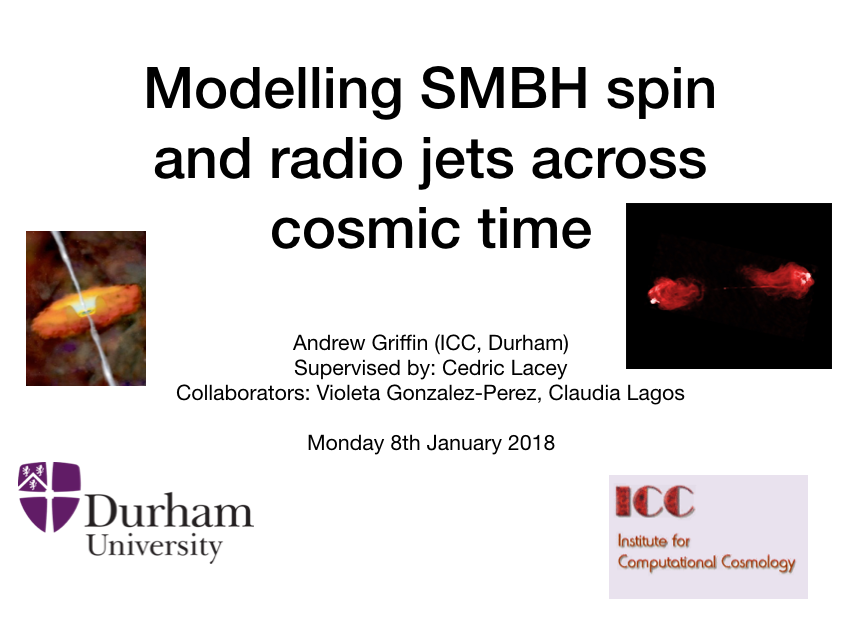 Modelling SMBH spin
and radio jets across
cosmic time
Andrew Griffin (ICC, Durham)
Supervised by: Cedric Lacey
Collaborators: Violeta Gonzalez-Perez, Claudia Lagos
Monday 8th January 2018
Durham
University
ICC
Institute for
Computational Cosmology